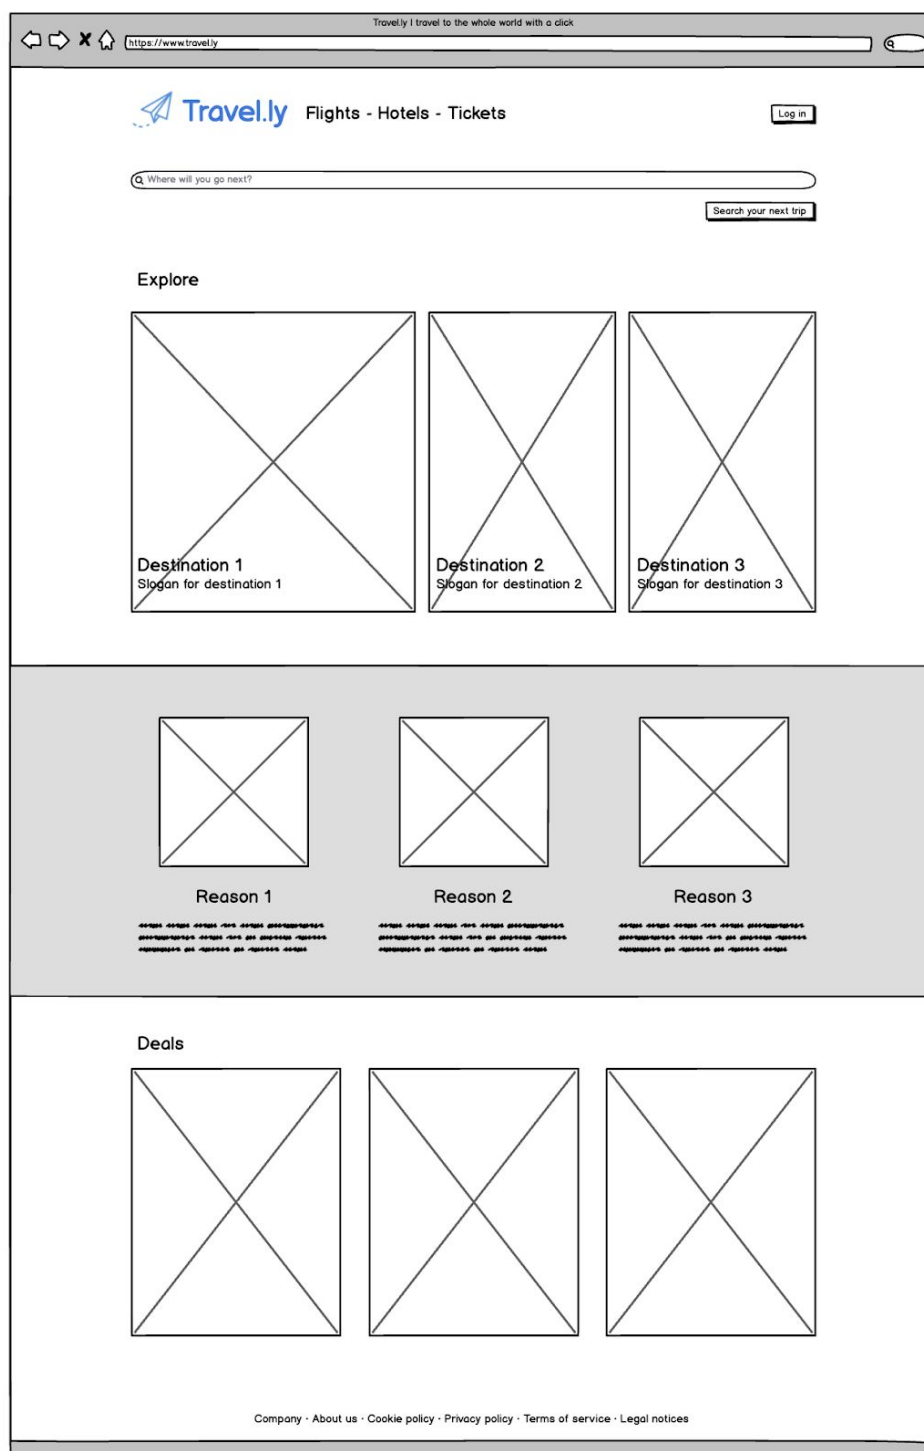 Travel.ly | travel to the whole world with a click
https://www.travel.ly
Travel.ly
Flights - Hotels - Tickets
Log in
Where will you go next?
Search your next trip
Explore
Destination 1
Slogan for destination 1
Destination 2
Slogan for destination 2
Destination 3
Slogan for destination 3
Reason 1
Reason 2
Reason 3
Deals
Company · About us · Cookie policy · Privacy policy · Terms of service · Legal notices